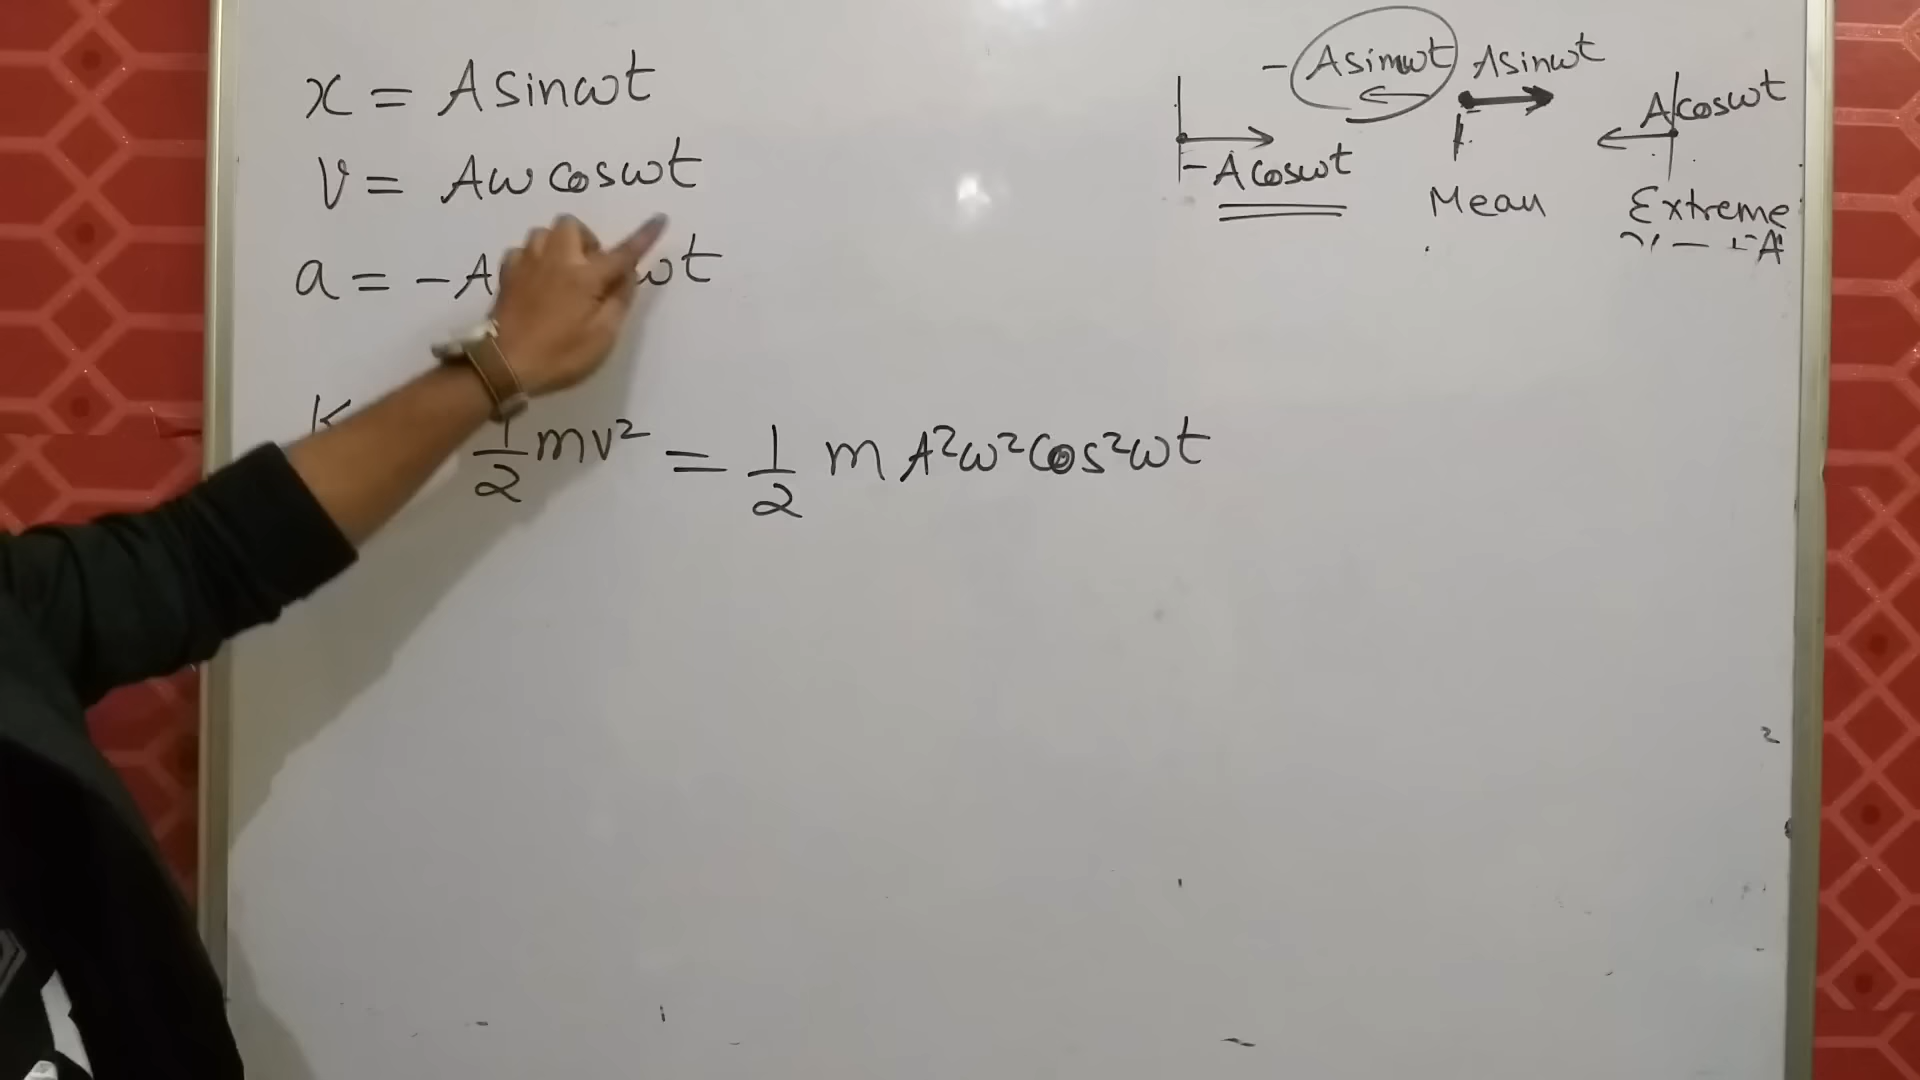 x = A sinωt
v = Aω cosωt
a = -A ωt
K
1/2 mv² = 1/2 m A²ω²cos²ωt
- Asinωt Asinωt
Acosωt
-Acosωt
Mean
Extreme